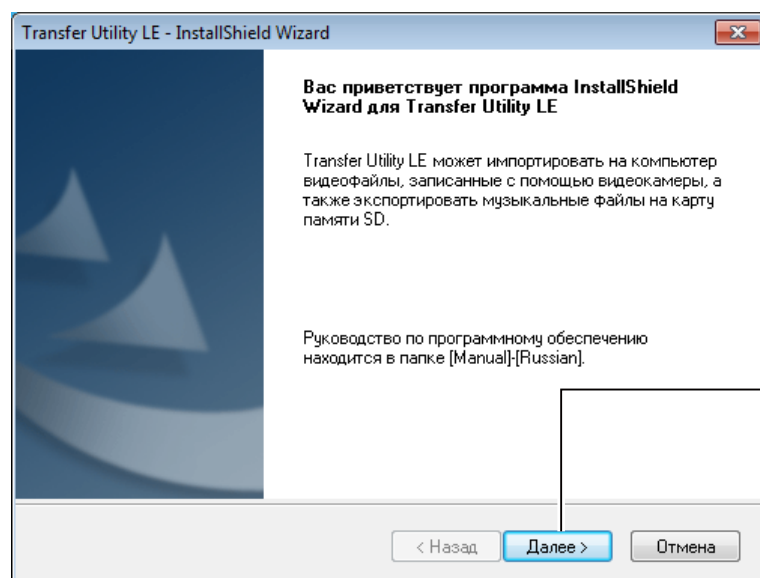 Transfer Utility LE - InstallShield Wizard
Вас приветствует программа InstallShield
Wizard для Transfer Utility LE
Transfer Utility LE может импортировать на компьютер
видеофайлы, записанные с помощью видеокамеры, а
также экспортировать музыкальные файлы на карту
памяти SD.
Руководство по программному обеспечению
находится в папке [Manual]-[Russian].
< Назад Далее > Отмена